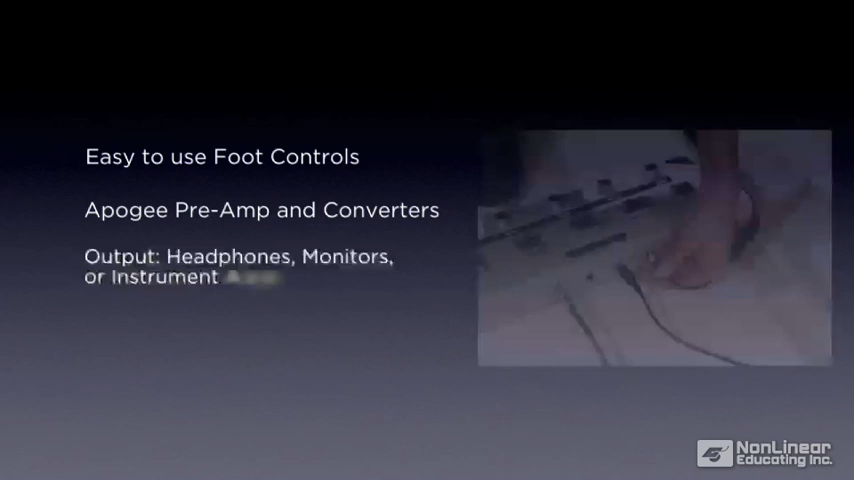 Easy to use Foot Controls
Apogee Pre-Amp and Converters
Output: Headphones, Monitors,
or Instrument
NonLinear
Educating Inc.